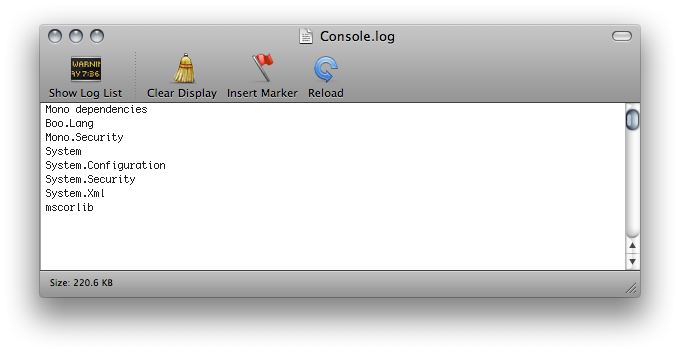 Console.log
WARNIN
AY 7:36
Show Log List
Clear Display
Insert Marker
Reload
Mono dependencies
Boo.Lang
Mono.Security
System
System.Configuration
System.Security
System.Xml
mscorlib
Size: 220.6 KB